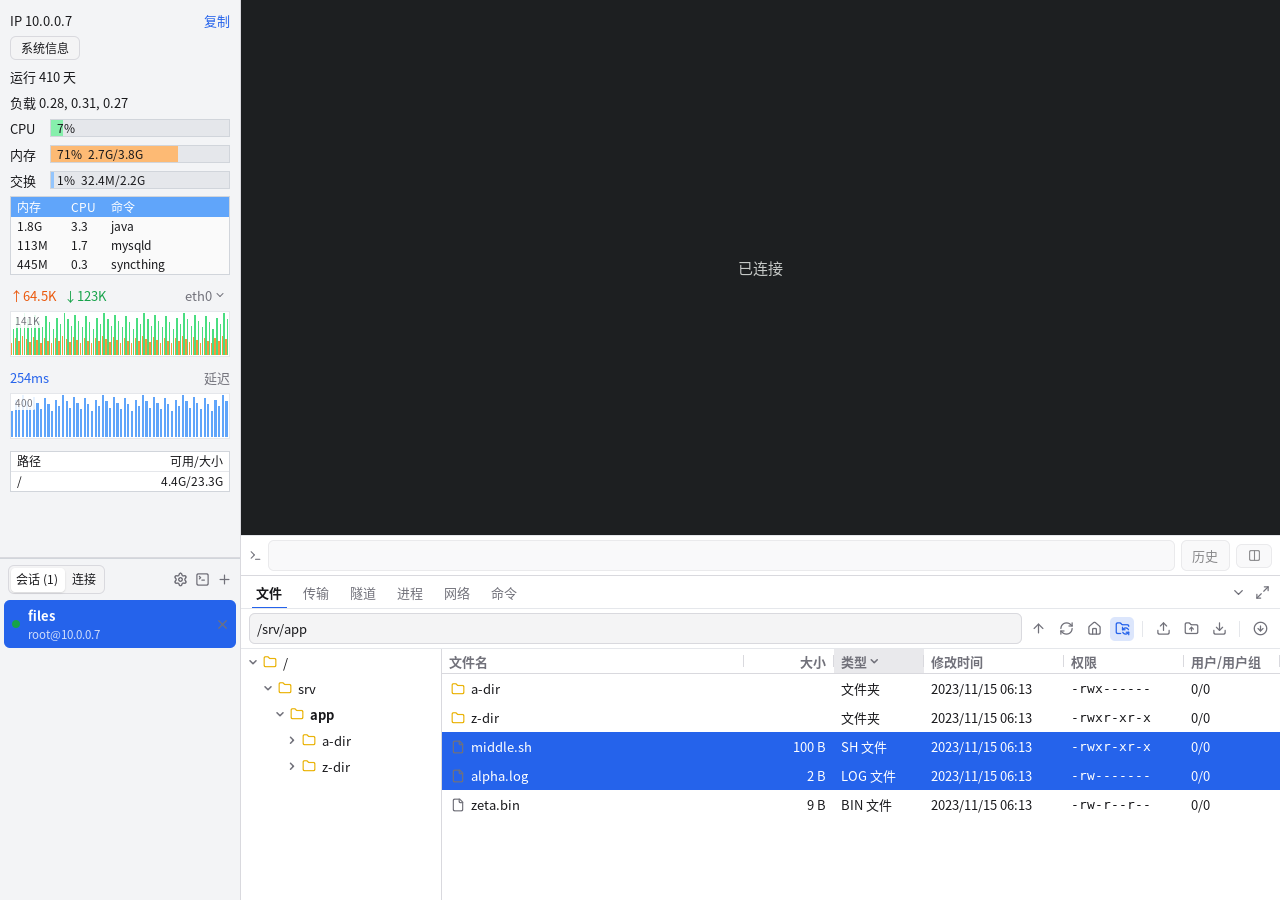 IP 10.0.0.7 复制
系统信息
运行 410 天
负载 0.28, 0.31, 0.27
CPU 7%
内存 71% 2.7G/3.8G
交换 1% 32.4M/2.2G
内存 CPU 命令
1.8G 3.3 java
113M 1.7 mysqld
445M 0.3 syncthing
↑64.5K ↓123K eth0
141K
254ms 延迟
400
路径 可用/大小
/ 4.4G/23.3G
会话 (1) 连接
files
root@10.0.0.7
已连接
历史
文件 传输 隧道 进程 网络 命令
/srv/app
/
srv
app
a-dir
z-dir
文件名 大小 类型 修改时间 权限 用户/用户组
a-dir 文件夹 2023/11/15 06:13 -rwx------ 0/0
z-dir 文件夹 2023/11/15 06:13 -rwxr-xr-x 0/0
middle.sh 100 B SH 文件 2023/11/15 06:13 -rwxr-xr-x 0/0
alpha.log 2 B LOG 文件 2023/11/15 06:13 -rw------- 0/0
zeta.bin 9 B BIN 文件 2023/11/15 06:13 -rw-r--r-- 0/0